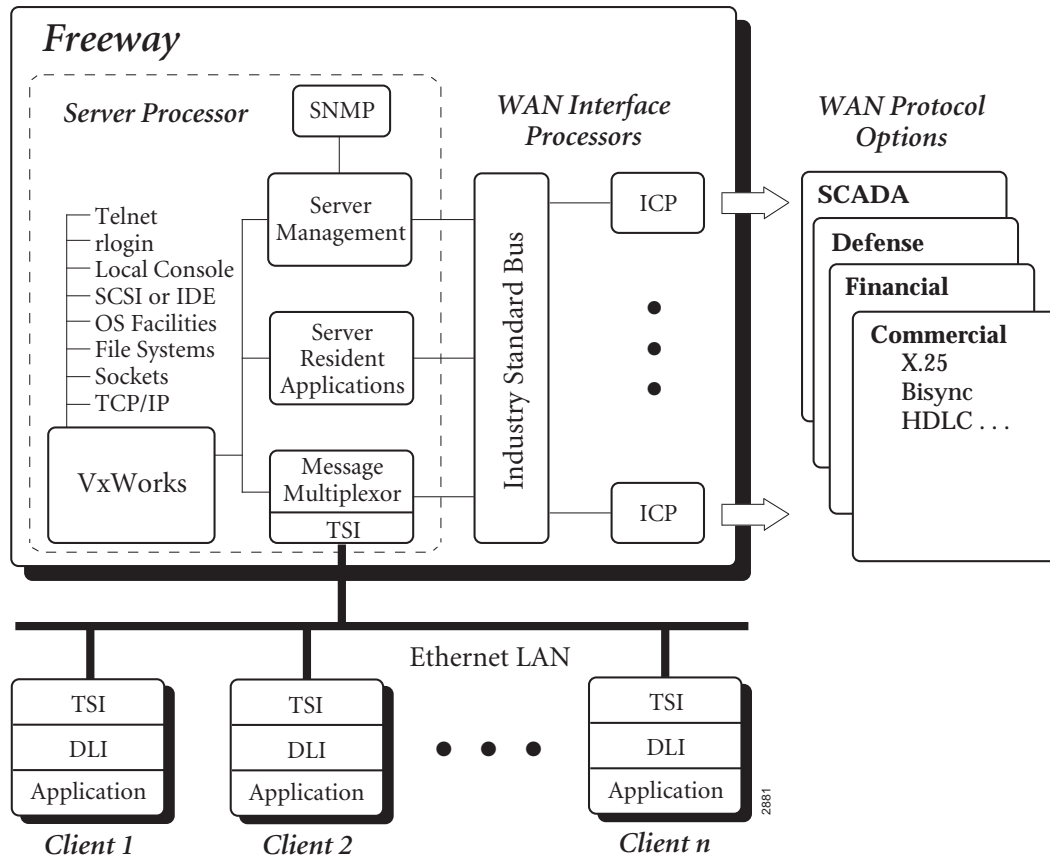 Freeway
Server Processor
SNMP
WAN Interface
Processors
WAN Protocol
Options
Telnet
rlogin
Local Console
SCSI or IDE
OS Facilities
File Systems
Sockets
TCP/IP
VxWorks
Server
Management
Server
Resident
Applications
Message
Multiplexor
TSI
Industry Standard Bus
ICP
ICP
SCADA
Defense
Financial
Commercial
X.25
Bisync
HDLC . . .
Ethernet LAN
TSI
DLI
Application
Client 1
TSI
DLI
Application
Client 2
TSI
DLI
Application
Client n
2881